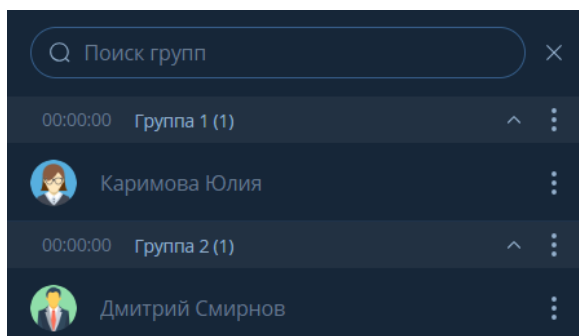 Поиск групп
00:00:00 Группа 1 (1)
Каримова Юлия
00:00:00 Группа 2 (1)
Дмитрий Смирнов